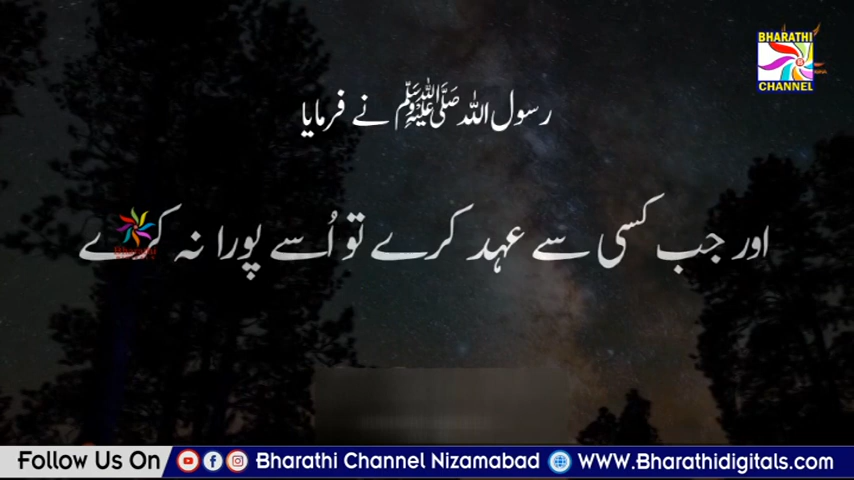 BHARATHI
CHANNEL
رسول اللہ ﷺ نے فرمایا
اور جب کسی سے عہد کرے تو اُسے پورا نہ کرے
Bharathi
Follow Us On Bharathi Channel Nizamabad www.Bharathidigitals.com